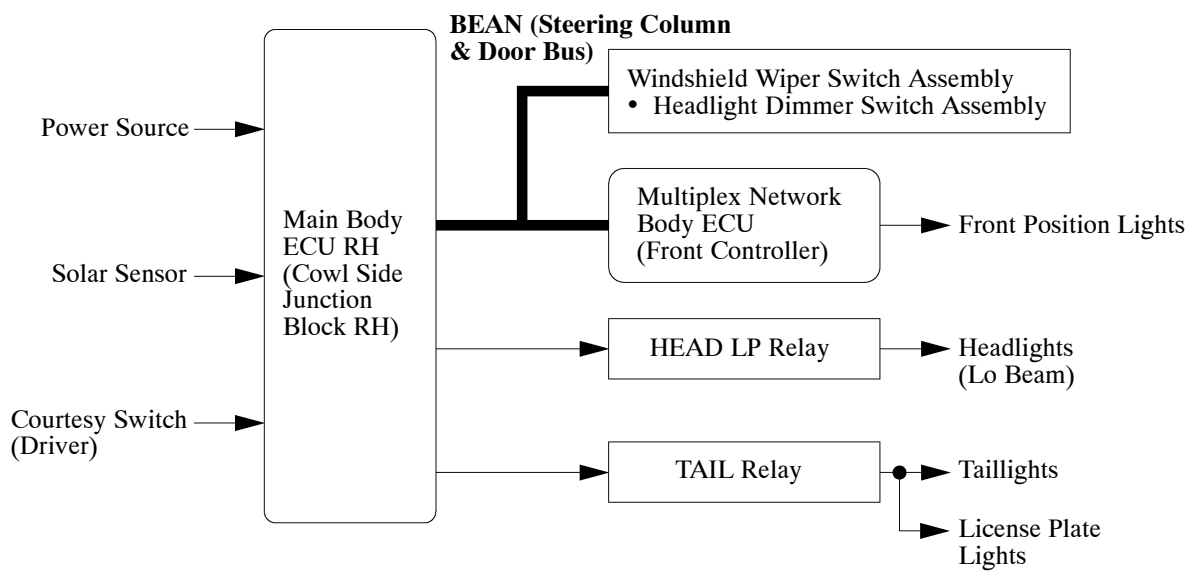 BEAN (Steering Column
& Door Bus)
Windshield Wiper Switch Assembly
• Headlight Dimmer Switch Assembly
Power Source
Solar Sensor
Courtesy Switch
(Driver)
Main Body
ECU RH
(Cowl Side
Junction
Block RH)
Multiplex Network
Body ECU
(Front Controller)
Front Position Lights
HEAD LP Relay
Headlights
(Lo Beam)
TAIL Relay
Taillights
License Plate
Lights